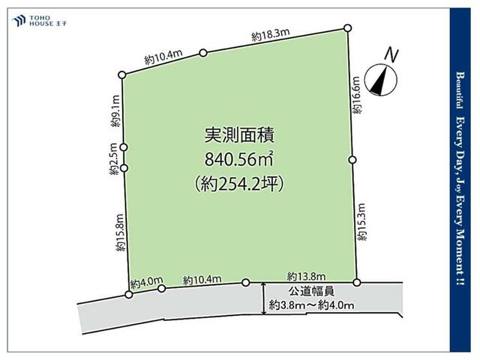 TOHO
HOUSE 王子
約10.4m
約18.3m
N
約9.1m
約16.6m
実測面積
840.56㎡
（約254.2坪）
約2.5m
約15.8m
約15.3m
約4.0m
約10.4m
約13.8m
公道幅員
約3.8m～約4.0m
Beautiful Every Day, Joy Every Moment !!